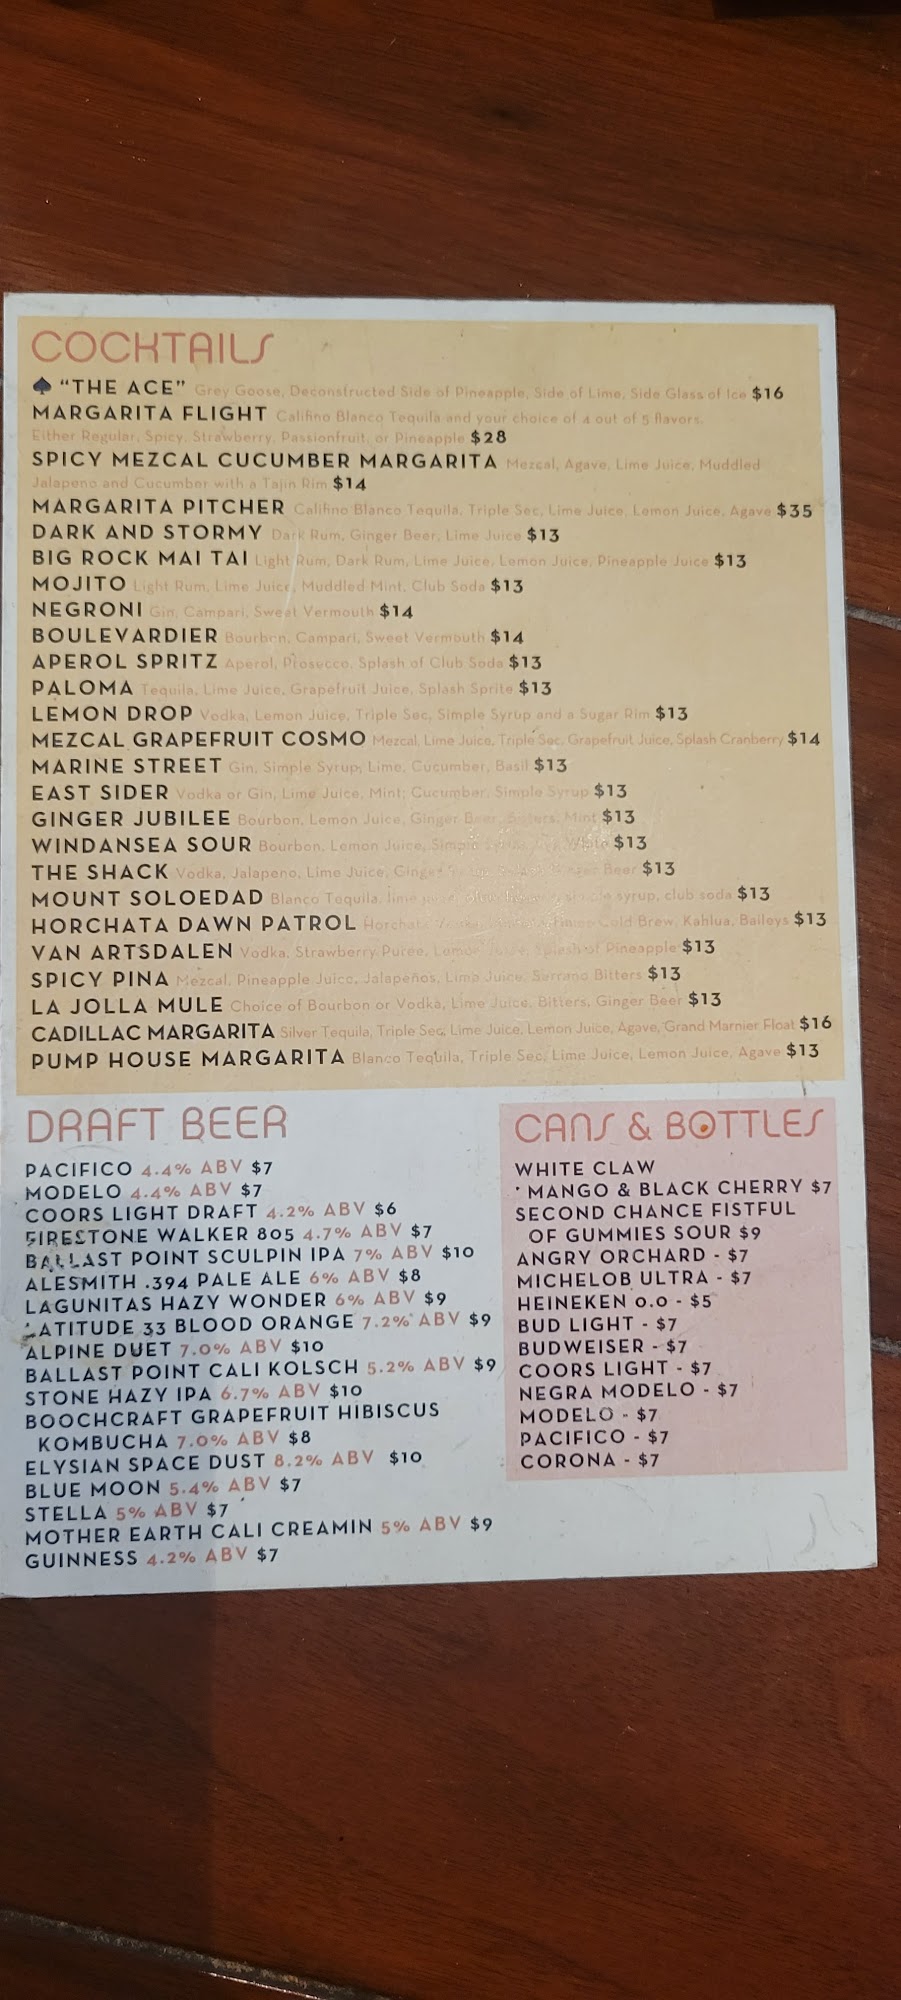 COCKTAILS
♠ "THE ACE" Grey Goose, Deconstructed Side of Pineapple, Side of Lime, Side Glass of Ice $16
MARGARITA FLIGHT Califino Blanco Tequila and your choice of 4 out of 5 flavors.
Either Regular, Spicy, Strawberry, Passionfruit, or Pineapple $28
SPICY MEZCAL CUCUMBER MARGARITA Mezcal, Agave, Lime Juice, Muddled
Jalapeno and Cucumber with a Tajin Rim $14
MARGARITA PITCHER Califino Blanco Tequila, Triple Sec, Lime Juice, Lemon Juice, Agave $35
DARK AND STORMY Dark Rum, Ginger Beer, Lime Juice $13
BIG ROCK MAI TAI Light Rum, Dark Rum, Lime Juice, Lemon Juice, Pineapple Juice $13
MOJITO Light Rum, Lime Juice, Muddled Mint, Club Soda $13
NEGRONI Gin, Campari, Sweet Vermouth $14
BOULEVARDIER Bourbon, Campari, Sweet Vermouth $14
APEROL SPRITZ Aperol, Prosecco, Splash of Club Soda $13
PALOMA Tequila, Lime Juice, Grapefruit Juice, Splash Sprite $13
LEMON DROP Vodka, Lemon Juice, Triple Sec, Simple Syrup and a Sugar Rim $13
MEZCAL GRAPEFRUIT COSMO Mezcal, Lime Juice, Triple Sec, Grapefruit Juice, Splash Cranberry $14
MARINE STREET Gin, Simple Syrup, Lime, Cucumber, Basil $13
EAST SIDER Vodka or Gin, Lime Juice, Mint, Cucumber, Simple Syrup $13
GINGER JUBILEE Bourbon, Lemon Juice, Ginger Beer, Bitters, Mint $13
WINDANSEA SOUR Bourbon, Lemon Juice, Simple White $13
THE SHACK Vodka, Jalapeno, Lime Juice, Ginger Beer $13
MOUNT SOLOEDAD Blanco Tequila, lime simple syrup, club soda $13
HORCHATA DAWN PATROL Horchata Cold Brew, Kahlua, Baileys $13
VAN ARTSDALEN Vodka, Strawberry Puree, Lemon Juice, Splash of Pineapple $13
SPICY PINA Mezcal, Pineapple Juice, Jalapeños, Lime Juice, Serrano Bitters $13
LA JOLLA MULE Choice of Bourbon or Vodka, Lime Juice, Bitters, Ginger Beer $13
CADILLAC MARGARITA Silver Tequila, Triple Sec, Lime Juice, Lemon Juice, Agave, Grand Marnier Float $16
PUMP HOUSE MARGARITA Blanco Tequila, Triple Sec, Lime Juice, Lemon Juice, Agave $13
DRAFT BEER
PACIFICO 4.4% ABV $7
MODELO 4.4% ABV $7
COORS LIGHT DRAFT 4.2% ABV $6
FIRESTONE WALKER 805 4.7% ABV $7
BALLAST POINT SCULPIN IPA 7% ABV $10
ALESMITH .394 PALE ALE 6% ABV $8
LAGUNITAS HAZY WONDER 6% ABV $9
LATITUDE 33 BLOOD ORANGE 7.2% ABV $9
ALPINE DUET 7.0% ABV $10
BALLAST POINT CALI KOLSCH 5.2% ABV $9
STONE HAZY IPA 6.7% ABV $10
BOOCHCRAFT GRAPEFRUIT HIBISCUS
KOMBUCHA 7.0% ABV $8
ELYSIAN SPACE DUST 8.2% ABV $10
BLUE MOON 5.4% ABV $7
STELLA 5% ABV $7
MOTHER EARTH CALI CREAMIN 5% ABV $9
GUINNESS 4.2% ABV $7
CANS & BOTTLES
WHITE CLAW
· MANGO & BLACK CHERRY $7
SECOND CHANCE FISTFUL
OF GUMMIES SOUR $9
ANGRY ORCHARD - $7
MICHELOB ULTRA - $7
HEINEKEN 0.0 - $5
BUD LIGHT - $7
BUDWEISER - $7
COORS LIGHT - $7
NEGRA MODELO - $7
MODELO - $7
PACIFICO - $7
CORONA - $7